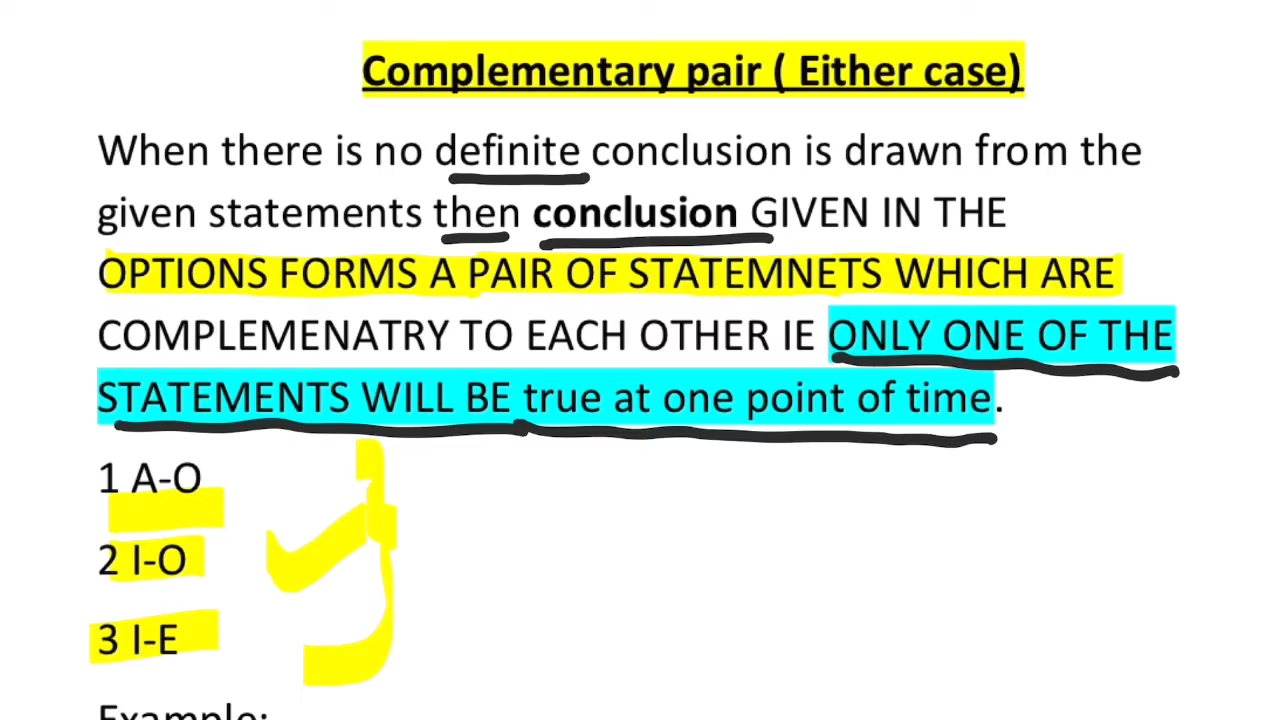 Complementary pair ( Either case)
When there is no definite conclusion is drawn from the
given statements then conclusion GIVEN IN THE
OPTIONS FORMS A PAIR OF STATEMNETS WHICH ARE
COMPLEMENATRY TO EACH OTHER IE ONLY ONE OF THE
STATEMENTS WILL BE true at one point of time.
1 A-O
2 I-O
3 I-E
Example: